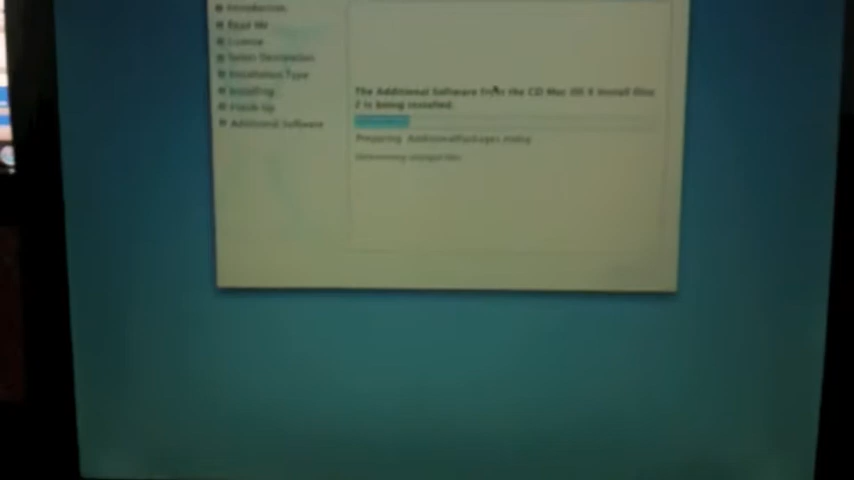 Introduction
Read Me
License
Select Destination
Installation Type
Installing
Finish Up
Additional Software
The Additional Software from the CD Mac OS X Install Disc
2 is being installed.
Preparing AdditionalPackages.mpkg